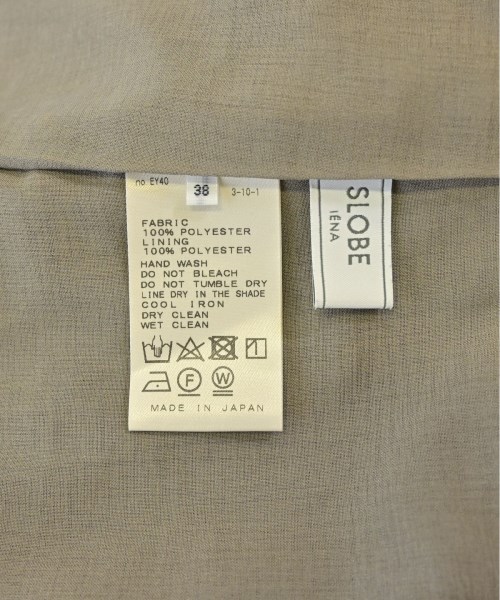 no EY40
38
3-10-1
FABRIC
100% POLYESTER
LINING
100% POLYESTER
HAND WASH
DO NOT BLEACH
DO NOT TUMBLE DRY
LINE DRY IN THE SHADE
COOL IRON
DRY CLEAN
WET CLEAN
F
W
MADE IN JAPAN
SLOBE
IÉNA